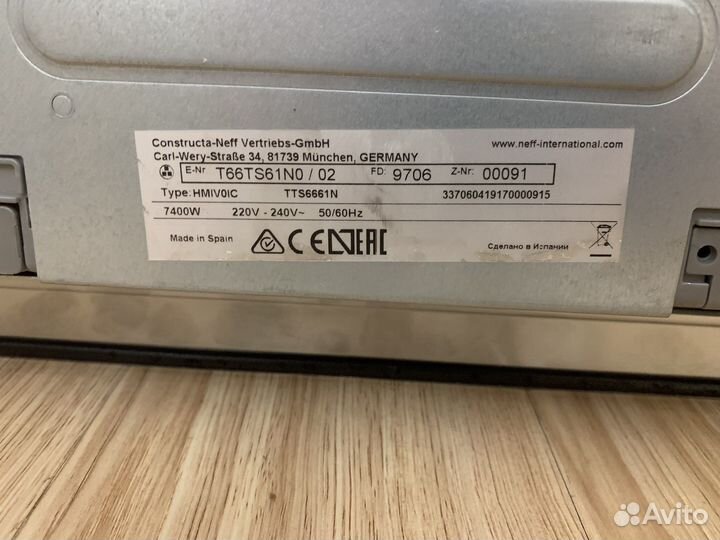 Constructa-Neff Vertriebs-GmbH www.neff-international.com
Carl-Wery-Straße 34, 81739 München, GERMANY
E-Nr T66TS61N0 / 02 FD: 9706 Z-Nr: 00091
Type: HMIV0IC TTS6661N 337060419170000915
7400W 220V - 240V~ 50/60Hz
Made in Spain CE EAC Сделано в Испании
Avito